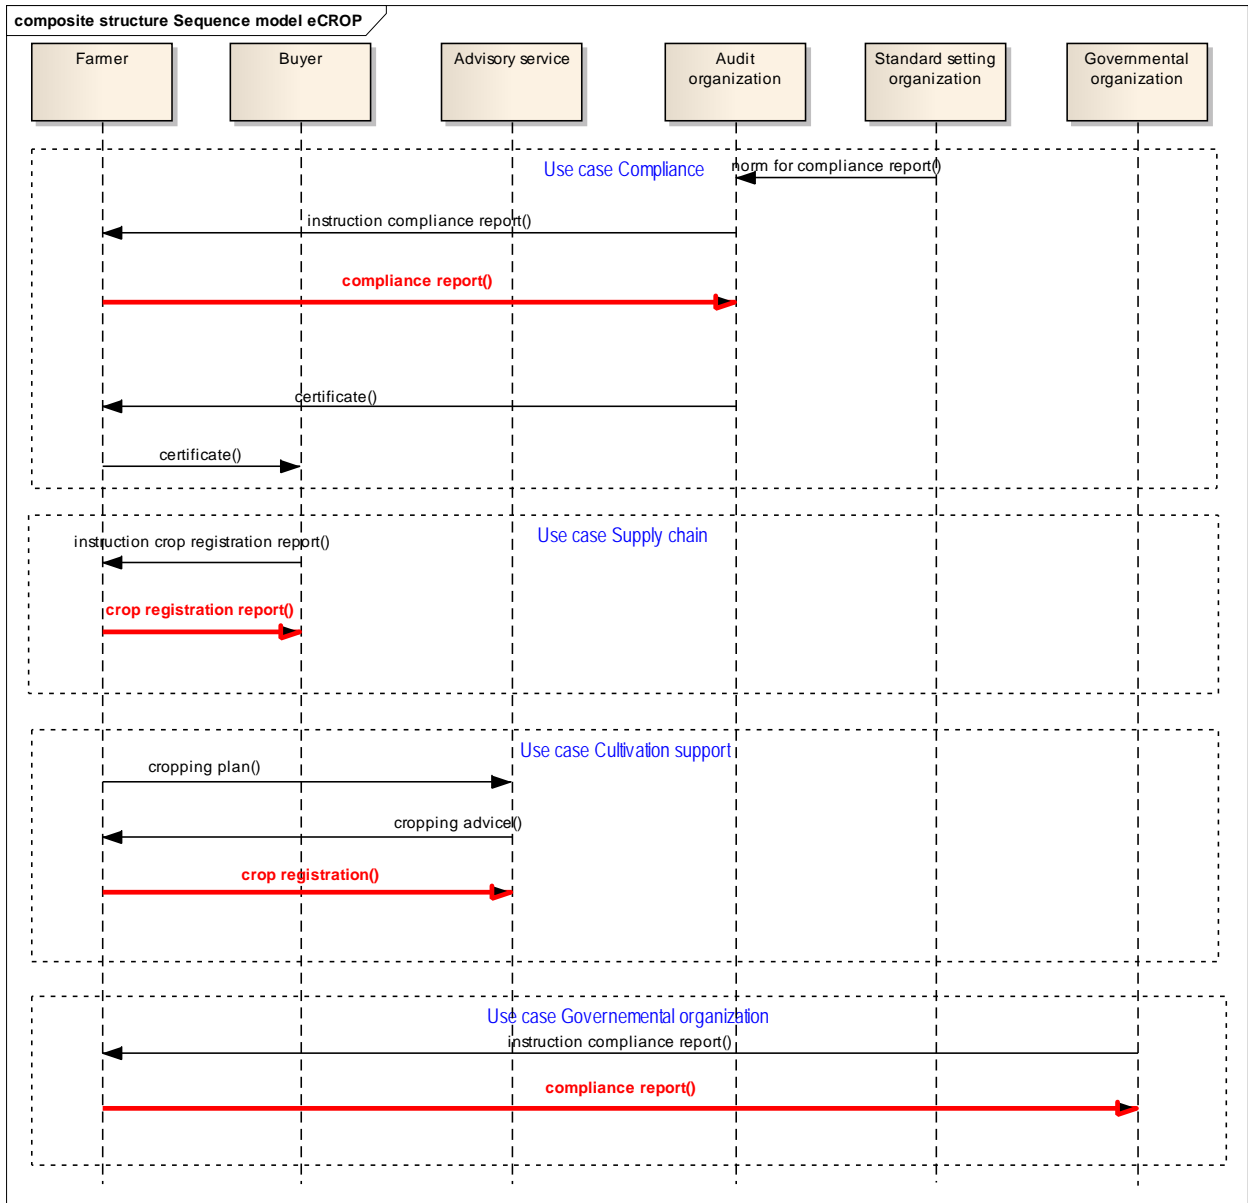 composite structure Sequence model eCROP
Farmer
Buyer
Advisory service
Audit
organization
Standard setting
organization
Governmental
organization
Use case Compliance
norm for compliance report()
instruction compliance report()
compliance report()
certificate()
certificate()
Use case Supply chain
instruction crop registration report()
crop registration report()
Use case Cultivation support
cropping plan()
cropping advice()
crop registration()
Use case Governemental organization
instruction compliance report()
compliance report()